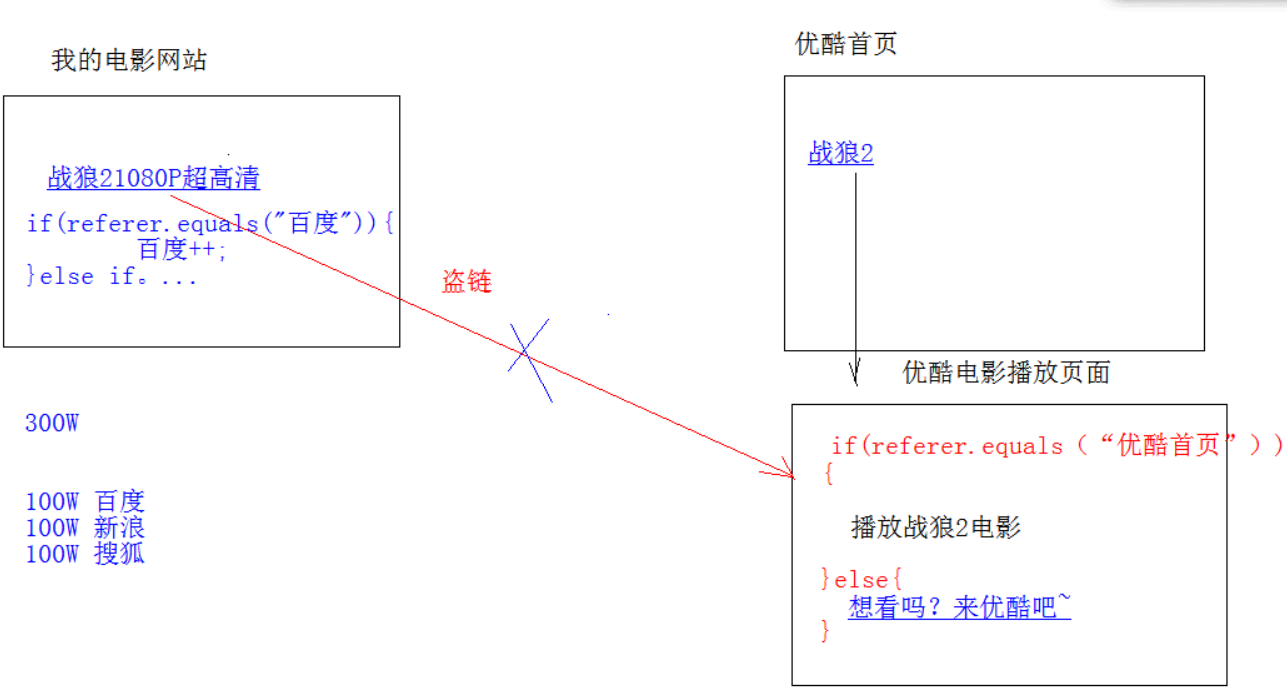 我的电影网站
战狼21080P超高清
if(referer.equals("百度")){
百度++;
}else if。...
300W
100W 百度
100W 新浪
100W 搜狐
盗链
优酷首页
战狼2
优酷电影播放页面
if(referer.equals（“优酷首页”））
{
播放战狼2电影
}else{
想看吗？来优酷吧~
}